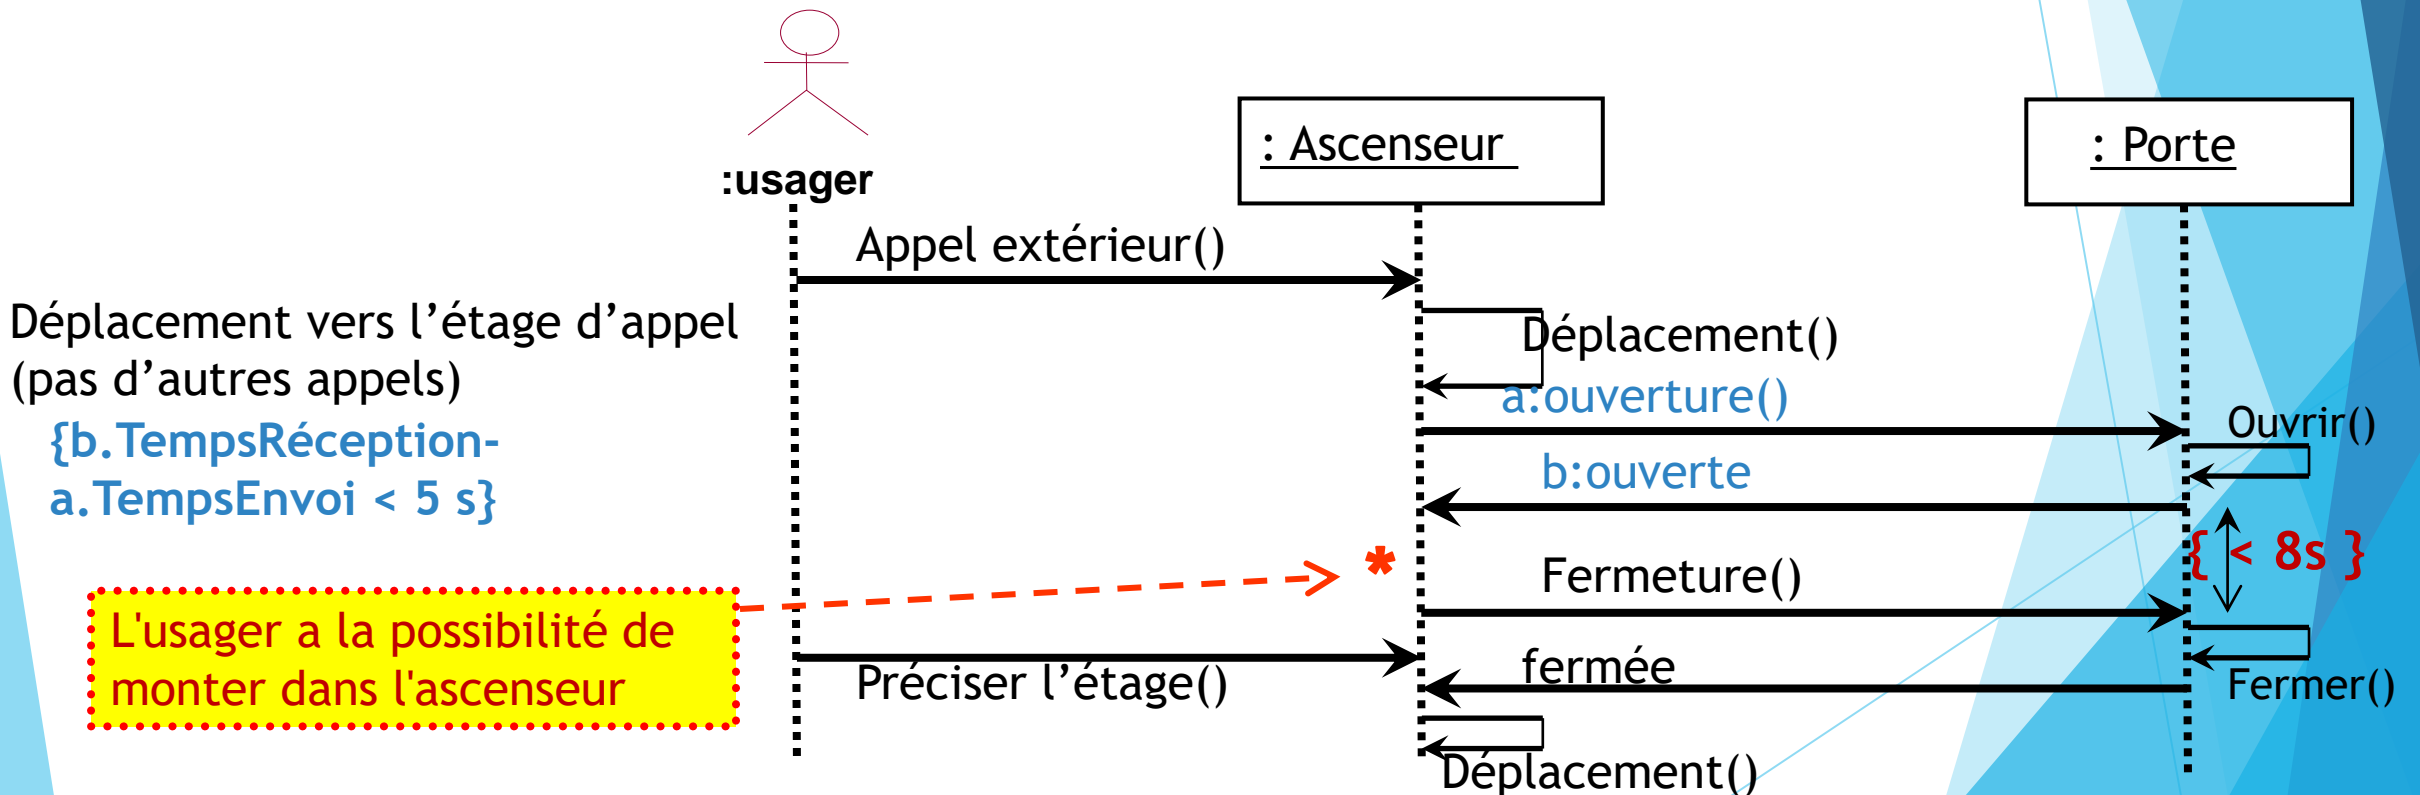 :usager
: Ascenseur
: Porte
Appel extérieur()
Déplacement vers l’étage d’appel
(pas d’autres appels)
{b.TempsRéception-
a.TempsEnvoi < 5 s}
Déplacement()
a:ouverture()
Ouvrir()
b:ouverte
{ < 8s }
*
Fermeture()
L'usager a la possibilité de
monter dans l'ascenseur
Préciser l’étage()
fermée
Fermer()
Déplacement()